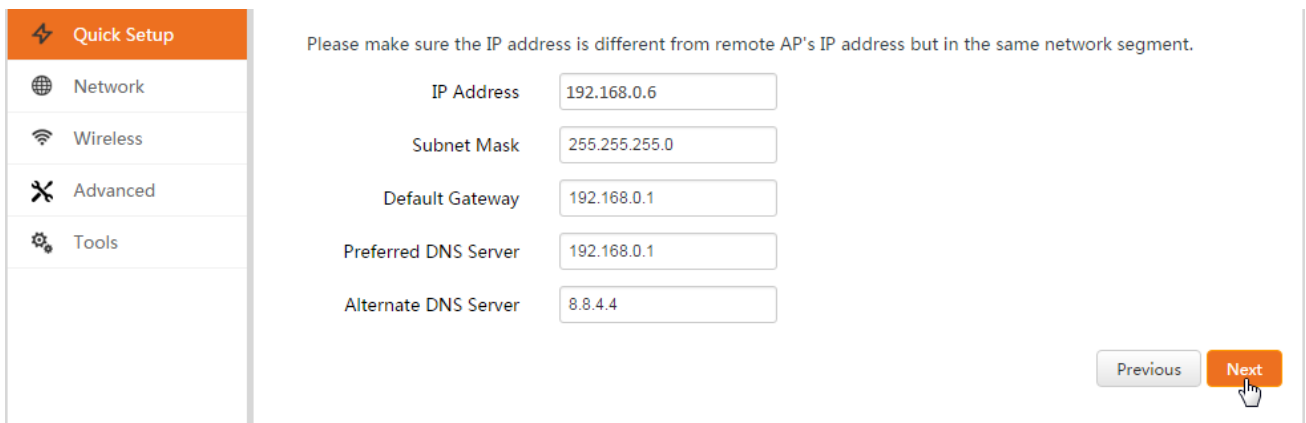 Quick Setup
Network
Wireless
Advanced
Tools
Please make sure the IP address is different from remote AP's IP address but in the same network segment.
IP Address 192.168.0.6
Subnet Mask 255.255.255.0
Default Gateway 192.168.0.1
Preferred DNS Server 192.168.0.1
Alternate DNS Server 8.8.4.4
Previous Next